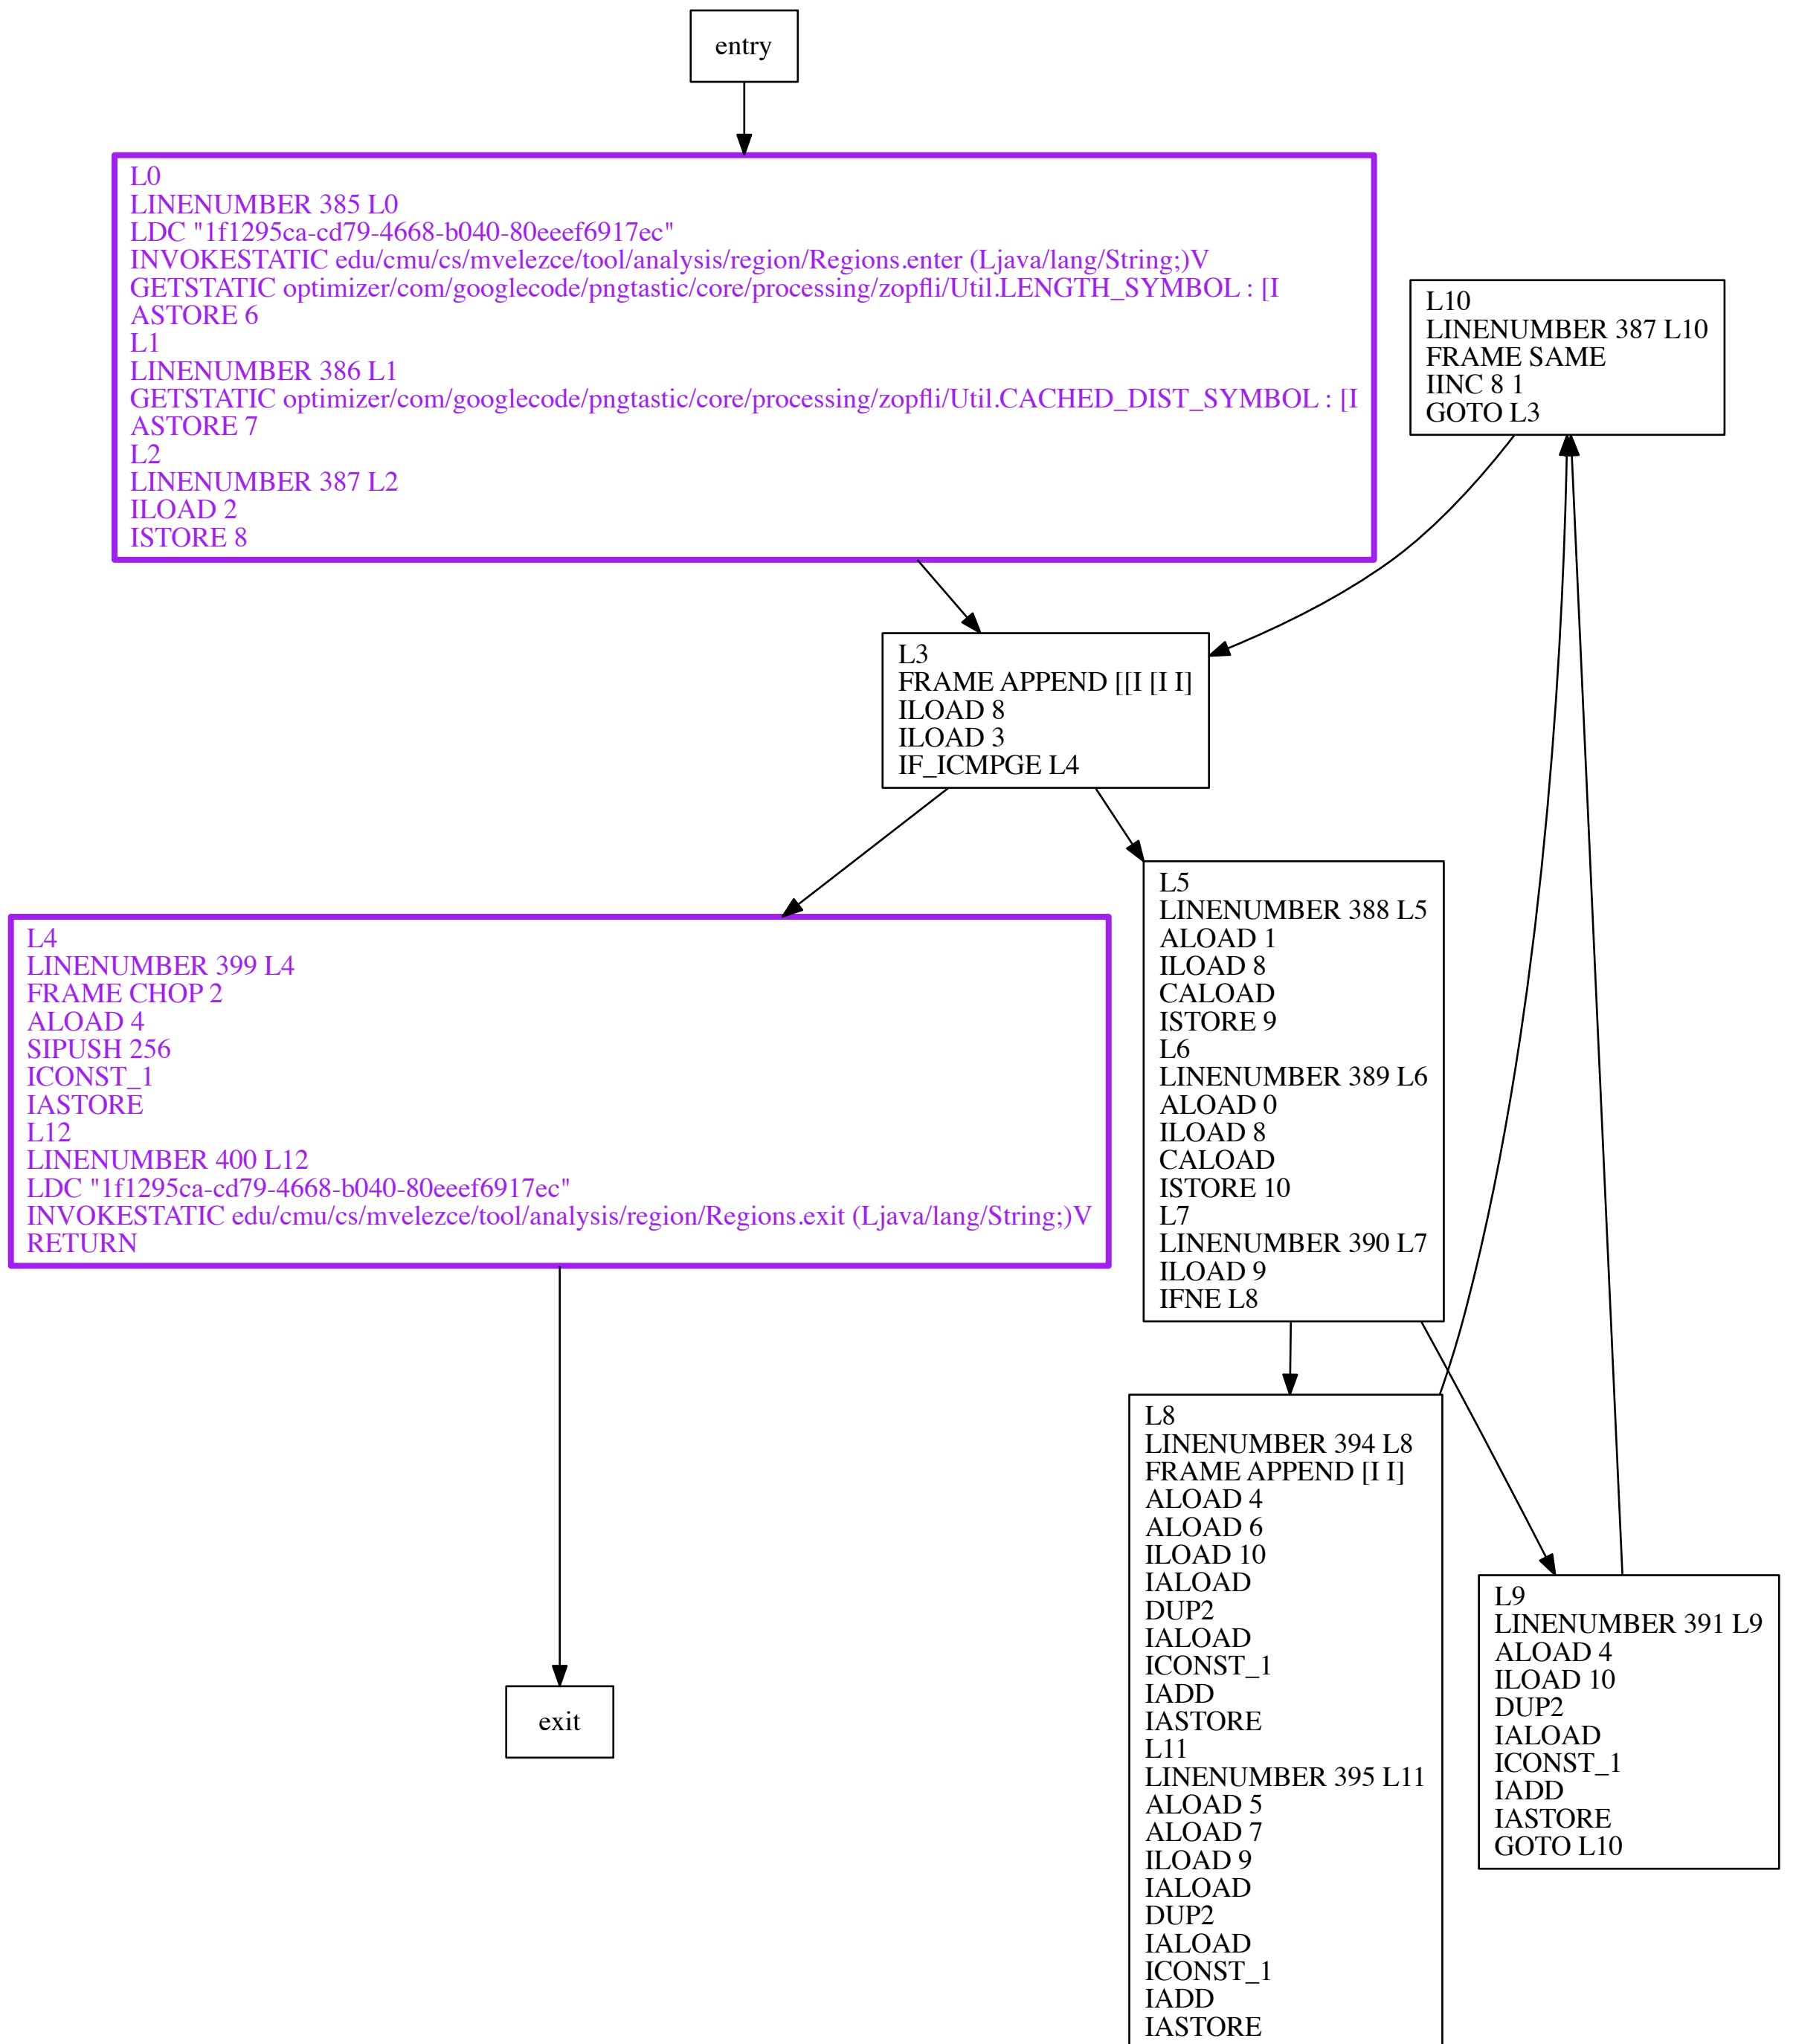 entry
L0
LINENUMBER 385 L0
LDC "1f1295ca-cd79-4668-b040-80eeef6917ec"
INVOKESTATIC edu/cmu/cs/mvelezce/tool/analysis/region/Regions.enter (Ljava/lang/String;)V
GETSTATIC optimizer/com/googlecode/pngtastic/core/processing/zopfli/Util.LENGTH_SYMBOL : [I
ASTORE 6
L1
LINENUMBER 386 L1
GETSTATIC optimizer/com/googlecode/pngtastic/core/processing/zopfli/Util.CACHED_DIST_SYMBOL : [I
ASTORE 7
L2
LINENUMBER 387 L2
ILOAD 2
ISTORE 8
L10
LINENUMBER 387 L10
FRAME SAME
IINC 8 1
GOTO L3
L3
FRAME APPEND [[I [I I]
ILOAD 8
ILOAD 3
IF_ICMPGE L4
L4
LINENUMBER 399 L4
FRAME CHOP 2
ALOAD 4
SIPUSH 256
ICONST_1
IASTORE
L12
LINENUMBER 400 L12
LDC "1f1295ca-cd79-4668-b040-80eeef6917ec"
INVOKESTATIC edu/cmu/cs/mvelezce/tool/analysis/region/Regions.exit (Ljava/lang/String;)V
RETURN
L5
LINENUMBER 388 L5
ALOAD 1
ILOAD 8
CALOAD
ISTORE 9
L6
LINENUMBER 389 L6
ALOAD 0
ILOAD 8
CALOAD
ISTORE 10
L7
LINENUMBER 390 L7
ILOAD 9
IFNE L8
L8
LINENUMBER 394 L8
FRAME APPEND [I I]
ALOAD 4
ALOAD 6
ILOAD 10
IALOAD
DUP2
IALOAD
ICONST_1
IADD
IASTORE
L11
LINENUMBER 395 L11
ALOAD 5
ALOAD 7
ILOAD 9
IALOAD
DUP2
IALOAD
ICONST_1
IADD
IASTORE
L9
LINENUMBER 391 L9
ALOAD 4
ILOAD 10
DUP2
IALOAD
ICONST_1
IADD
IASTORE
GOTO L10
exit